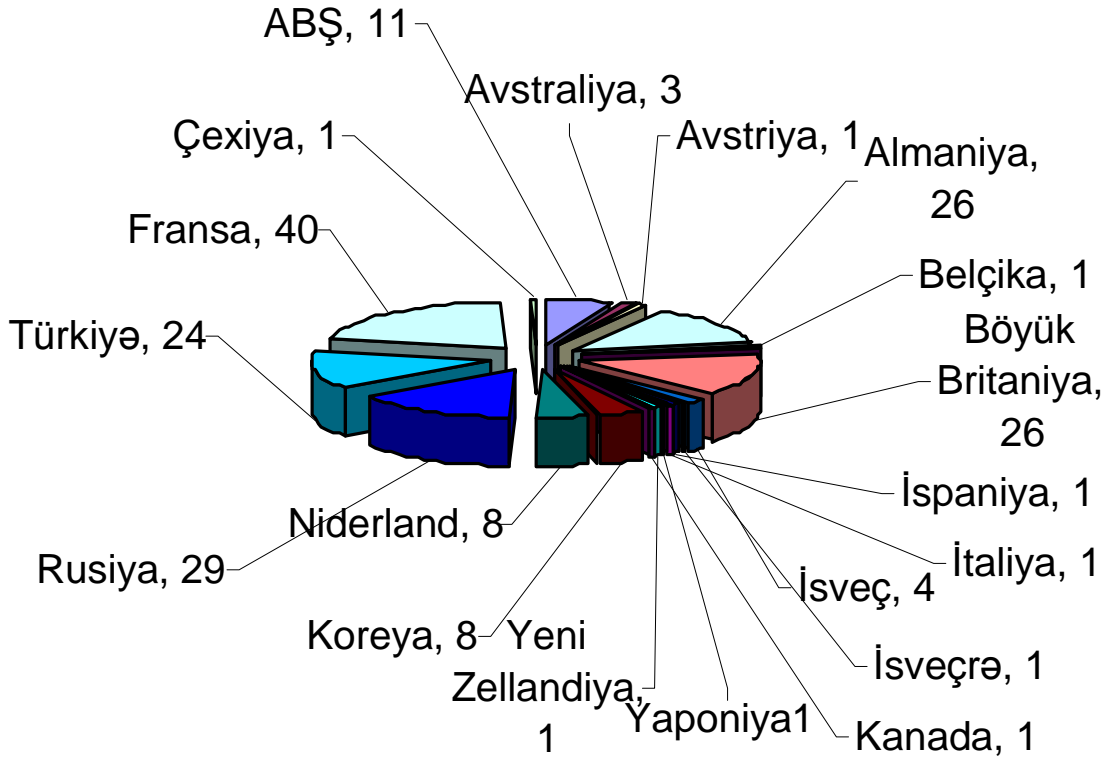 ABŞ, 11
Avstraliya, 3
Çexiya, 1
Avstriya, 1
Almaniya,
26
Fransa, 40
Belçika, 1
Türkiyə, 24
Böyük
Britaniya,
26
İspaniya, 1
Niderland, 8
İtaliya, 1
Rusiya, 29
İsveç, 4
Koreya, 8
Yeni
Zellandiya,
1
İsveçrə, 1
Yaponiya1
Kanada, 1